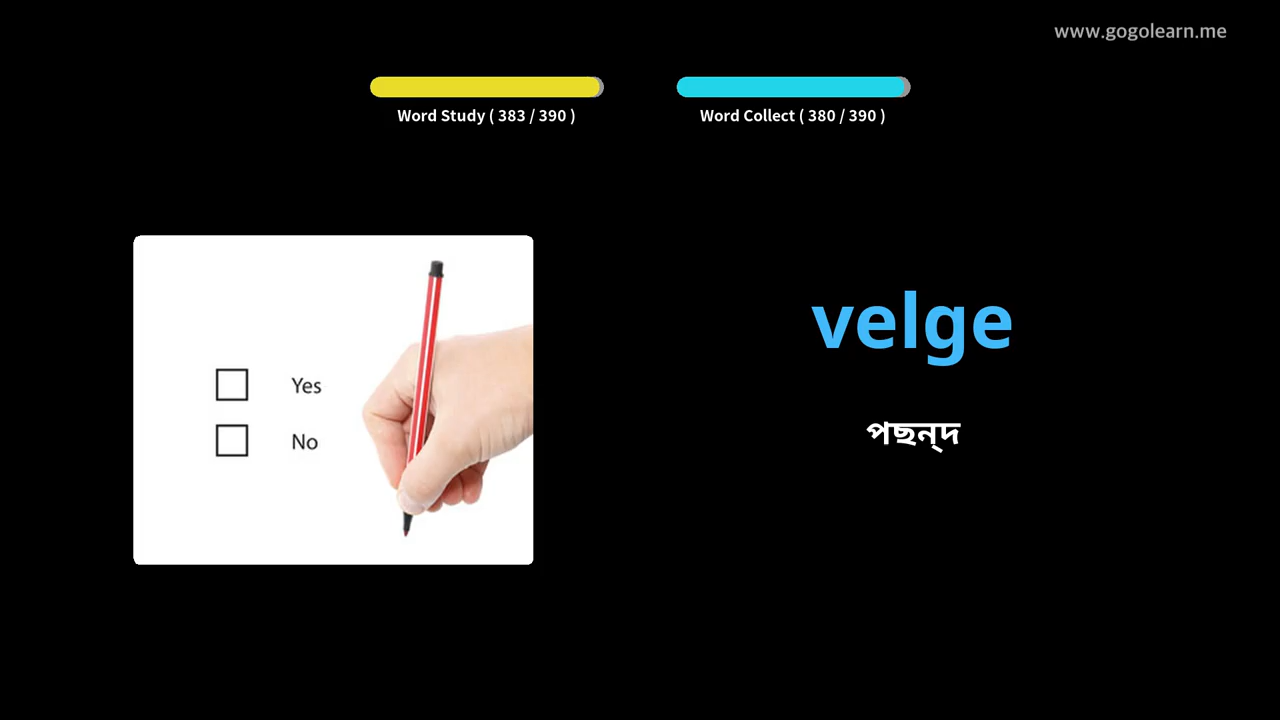 www.gogolearn.me
Word Study ( 383 / 390 )
Word Collect ( 380 / 390 )
Yes
No
velge
পছন্দ